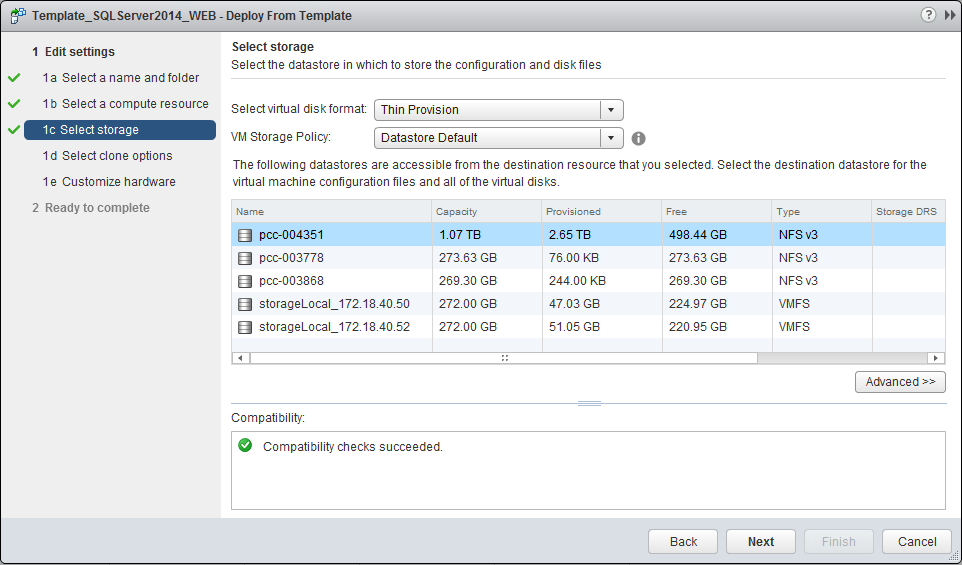 Template_SQLServer2014_WEB - Deploy From Template
1 Edit settings
1a Select a name and folder
1b Select a compute resource
1c Select storage
1d Select clone options
1e Customize hardware
2 Ready to complete
Select storage
Select the datastore in which to store the configuration and disk files
Select virtual disk format: Thin Provision
VM Storage Policy: Datastore Default
The following datastores are accessible from the destination resource that you selected. Select the destination datastore for the
virtual machine configuration files and all of the virtual disks.
Name Capacity Provisioned Free Type Storage DRS
pcc-004351 1.07 TB 2.65 TB 498.44 GB NFS v3
pcc-003778 273.63 GB 76.00 KB 273.63 GB NFS v3
pcc-003868 269.30 GB 244.00 KB 269.30 GB NFS v3
storageLocal_172.18.40.50 272.00 GB 47.03 GB 224.97 GB VMFS
storageLocal_172.18.40.52 272.00 GB 51.05 GB 220.95 GB VMFS
Advanced >>
Compatibility:
Compatibility checks succeeded.
Back Next Finish Cancel